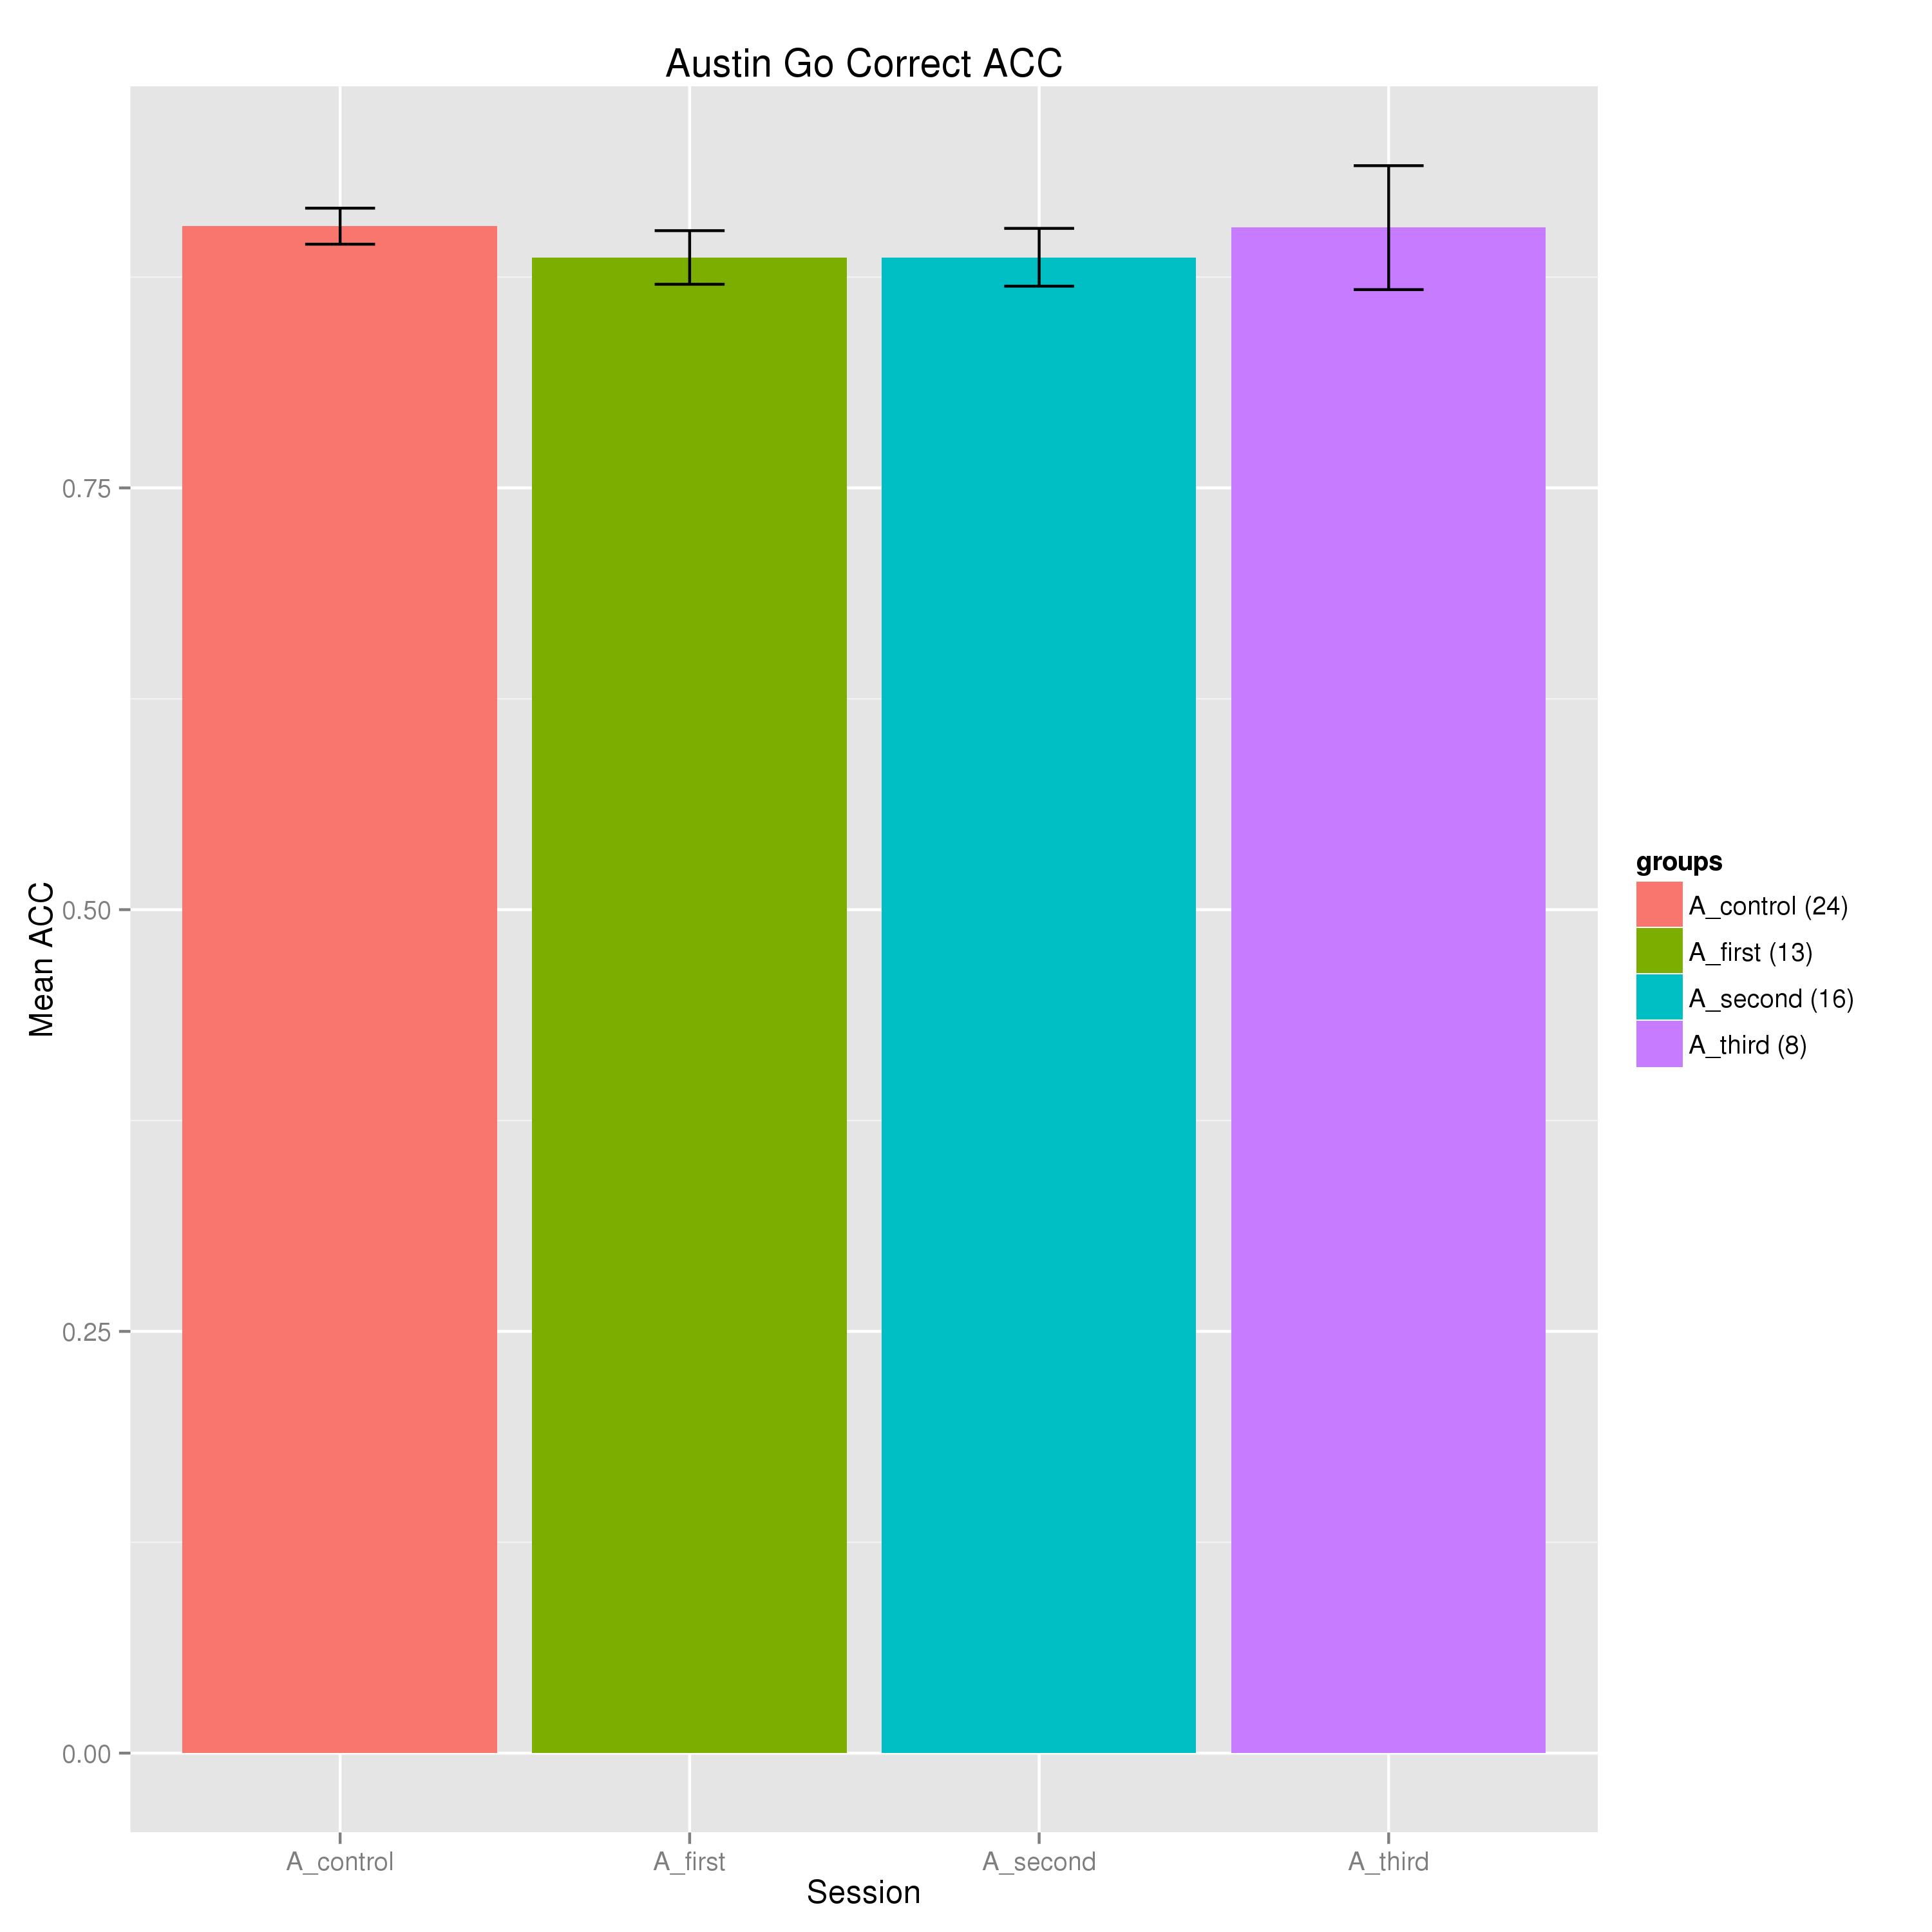 Austin Go Correct ACC
Mean ACC
0.75
0.50
0.25
0.00
A_control
A_first
A_second
A_third
Session
groups
A_control (24)
A_first (13)
A_second (16)
A_third (8)